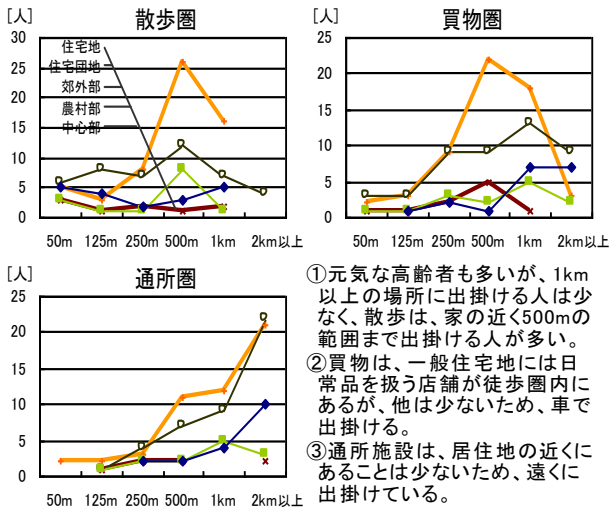 [人]
散歩圏
30
25
20
15
10
5
0
住宅地
住宅団地
郊外部
農村部
中心部
50m 125m 250m 500m 1km 2km以上
[人]
買物圏
25
20
15
10
5
0
50m 125m 250m 500m 1km 2km以上
[人]
通所圏
25
20
15
10
5
0
50m 125m 250m 500m 1km 2km以上
①元気な高齢者も多いが、1km
以上の場所に出掛ける人は少
なく、散歩は、家の近く500mの
範囲まで出掛ける人が多い。
②買物は、一般住宅地には日
常品を扱う店舗が徒歩圏内に
あるが、他は少ないため、車で
出掛ける。
③通所施設は、居住地の近くに
あることは少ないため、遠くに
出掛けている。